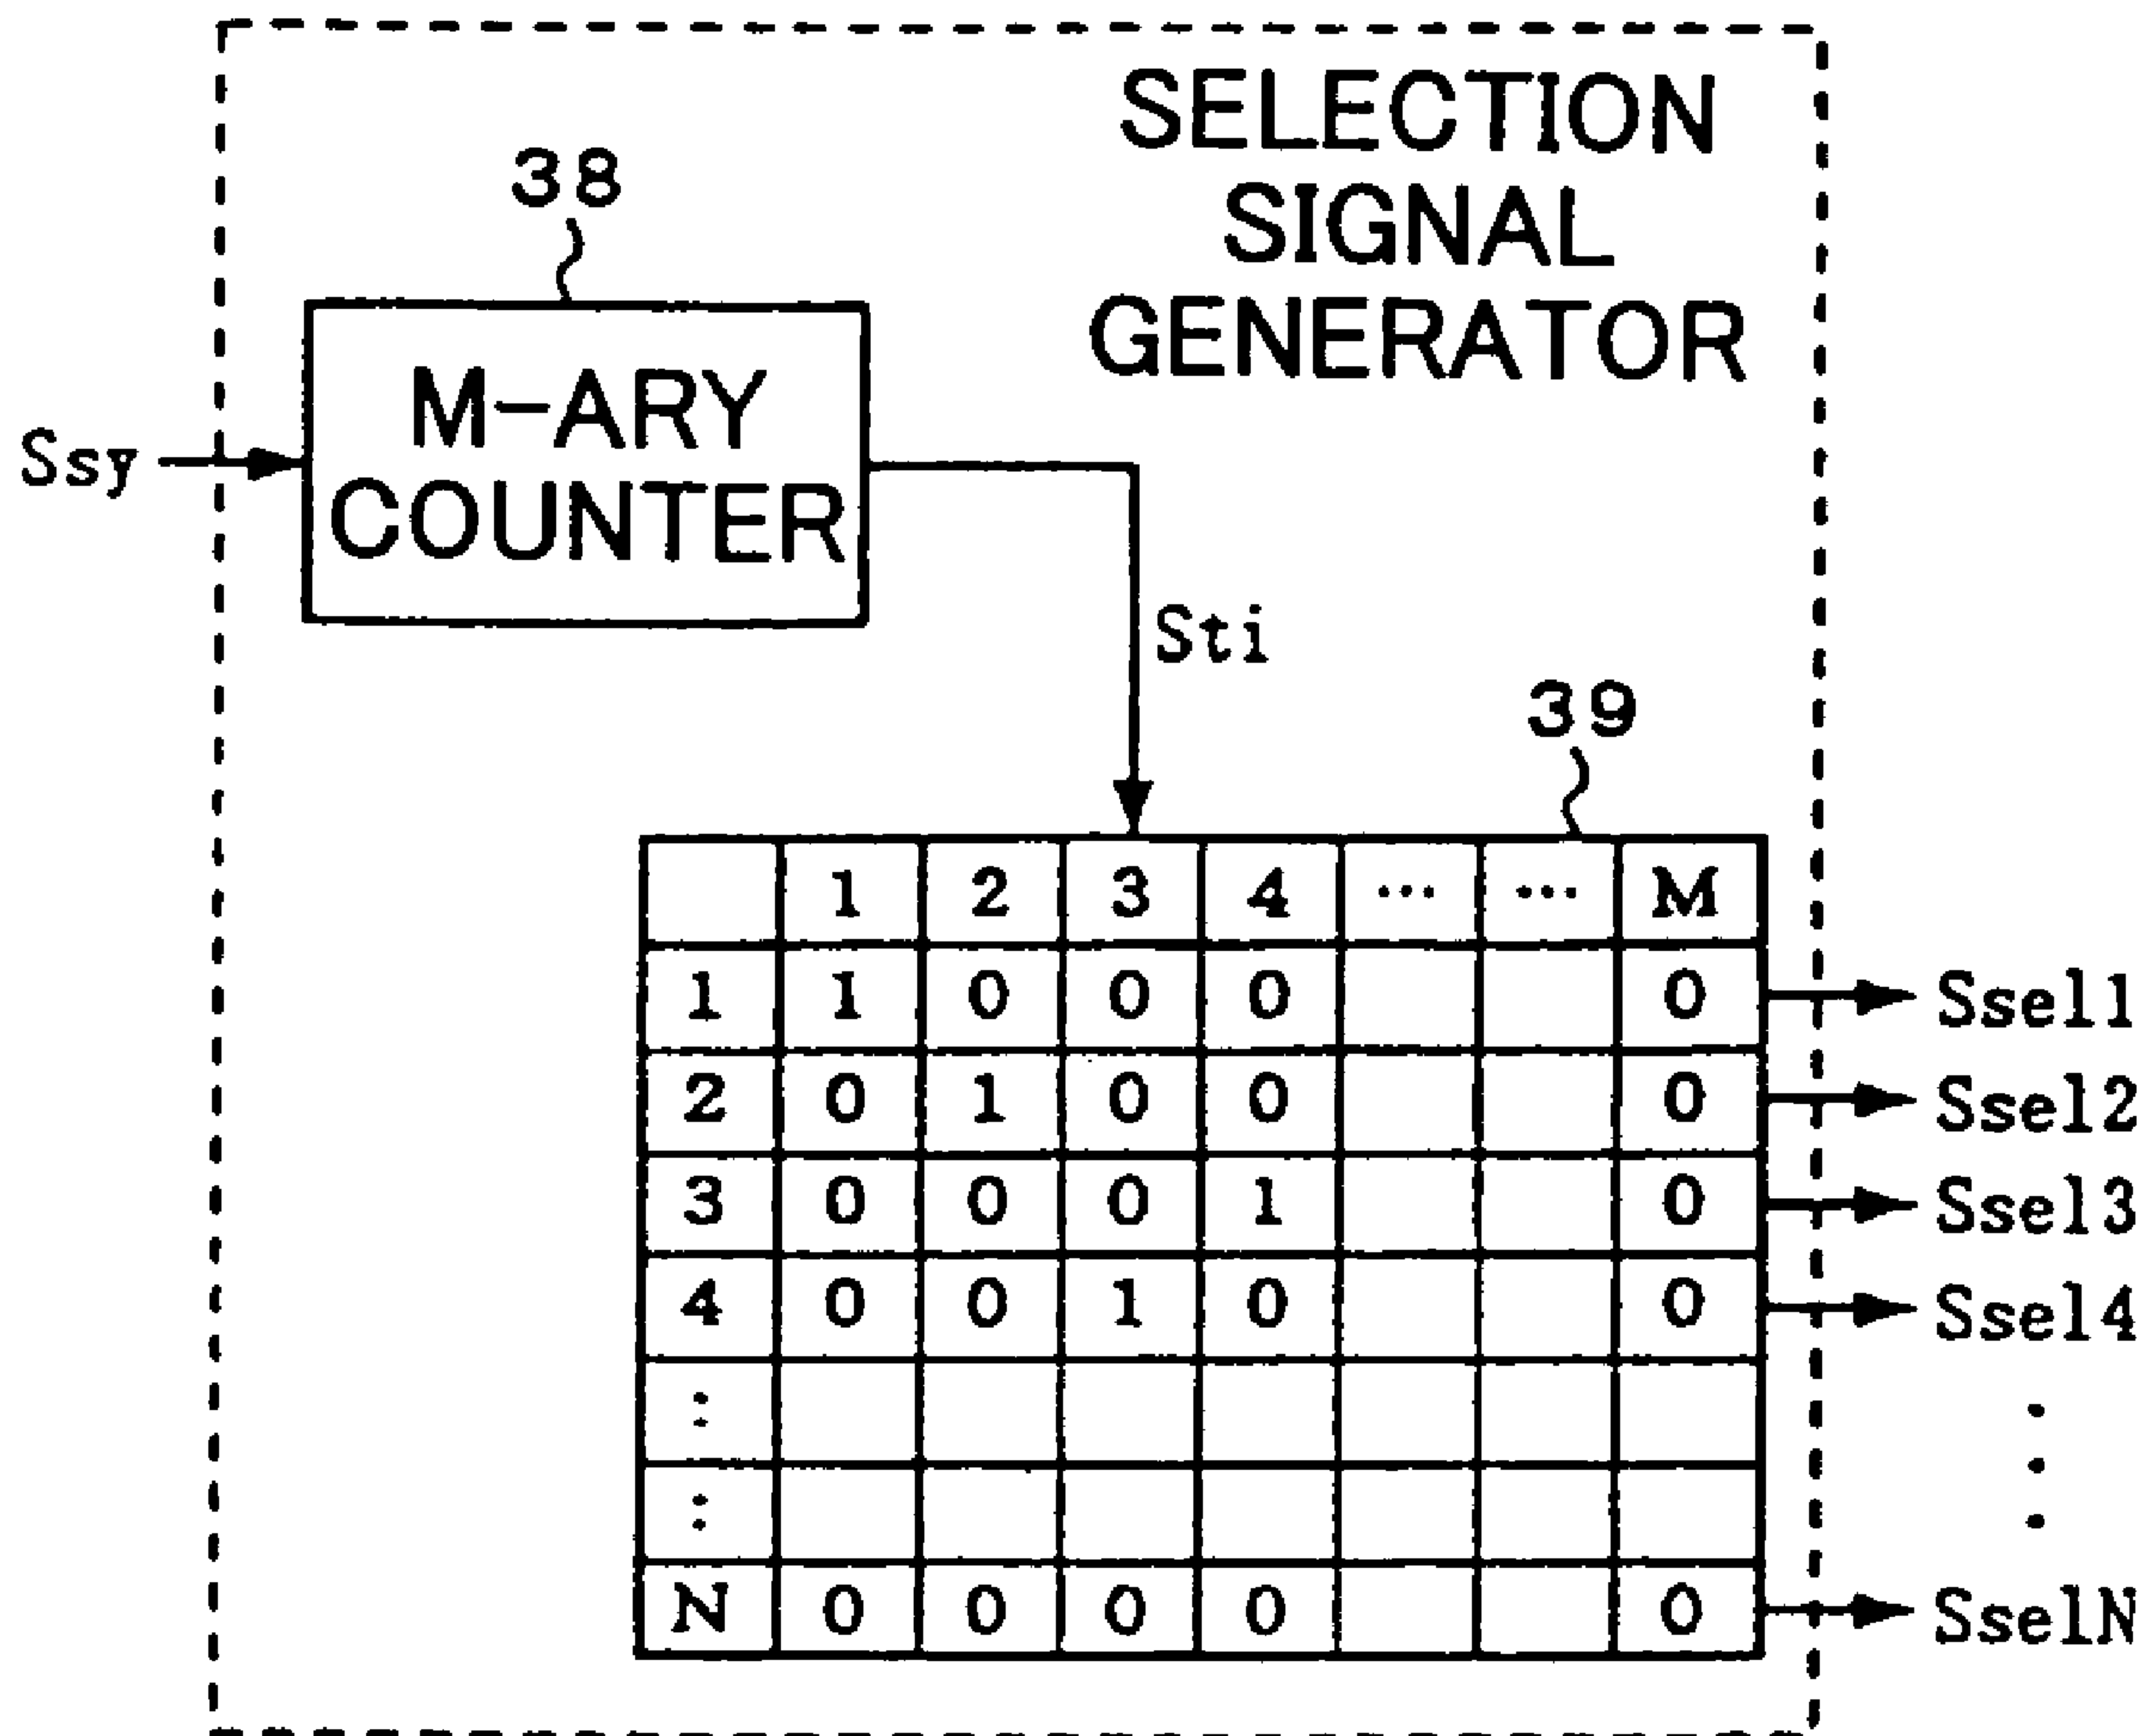 SELECTION
SIGNAL
GENERATOR
38
M-ARY
COUNTER
Ssy
Sti
39
1 2 3 4 ... ... M
1 1 0 0 0 0 Ssel1
2 0 1 0 0 0 Ssel2
3 0 0 0 1 0 Ssel3
4 0 0 1 0 0 Ssel4
:
:
N 0 0 0 0 0 SselN